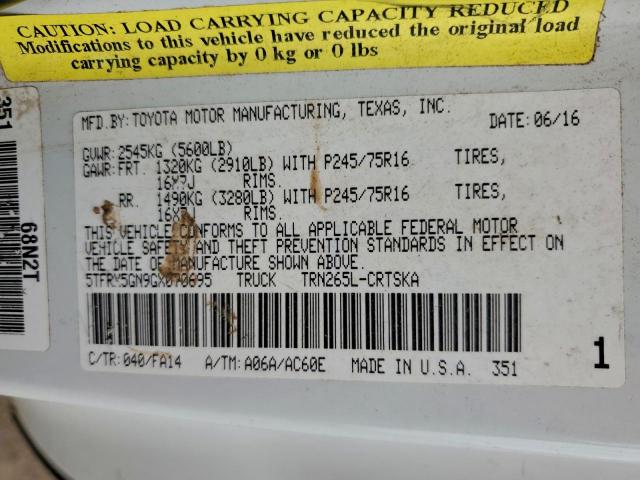 CAUTION: LOAD CARRYING CAPACITY REDUCED
Modifications to this vehicle have reduced the original load
carrying capacity by 0 kg or 0 lbs
351
68N2T
MFD.BY:TOYOTA MOTOR MANUFACTURING, TEXAS, INC. DATE:06/16
GVWR:2545KG (5600LB)
GAWR:FRT. 1320KG (2910LB) WITH P245/75R16 TIRES,
16X7J RIMS.
RR. 1490KG (3280LB) WITH P245/75R16 TIRES,
RIMS.
THIS VEHICLE CONFORMS TO ALL APPLICABLE FEDERAL MOTOR
VEHICLE SAFETY AND THEFT PREVENTION STANDARDS IN EFFECT ON
THE DATE OF MANUFACTURE SHOWN ABOVE.
TRUCK TRN265L-CRTSKA
C/TR:040/FA14 A/TM:A06A/AC60E MADE IN U.S.A. 351
1